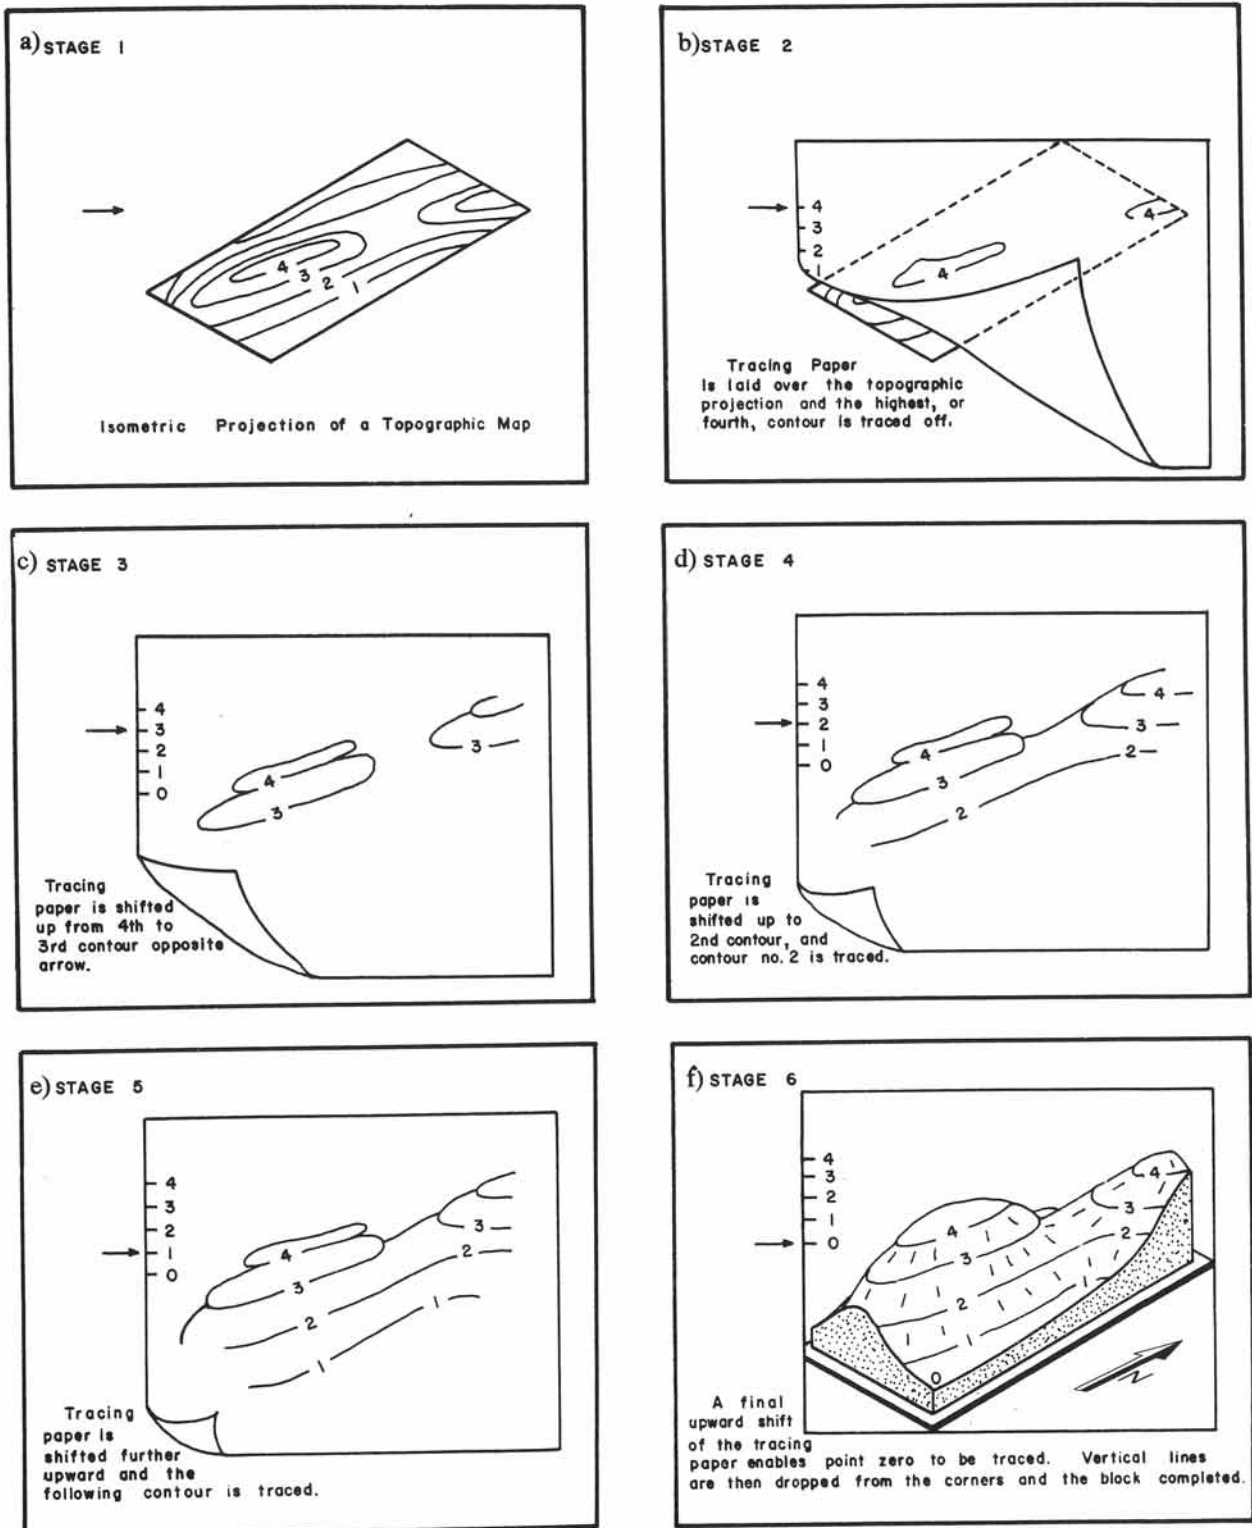 a) STAGE 1
4
3
2
1
Isometric Projection of a Topographic Map
b) STAGE 2
4
3
2
1
4
4
Tracing Paper
is laid over the topographic
projection and the highest, or
fourth, contour is traced off.
c) STAGE 3
4
3
2
1
0
4
3
3
Tracing
paper is shifted
up from 4th to
3rd contour opposite
arrow.
d) STAGE 4
4
3
2
1
0
4
3
2
4
3
2
Tracing
paper is
shifted up to
2nd contour, and
contour no. 2 is traced.
e) STAGE 5
4
3
2
1
0
4
3
2
1
3
2
1
Tracing
paper is
shifted further
upward and the
following contour is traced.
f) STAGE 6
4
3
2
1
0
4
3
2
1
4
3
2
1
0
N
A final
upward shift
of the tracing
paper enables point zero to be traced. Vertical lines
are then dropped from the corners and the block completed.